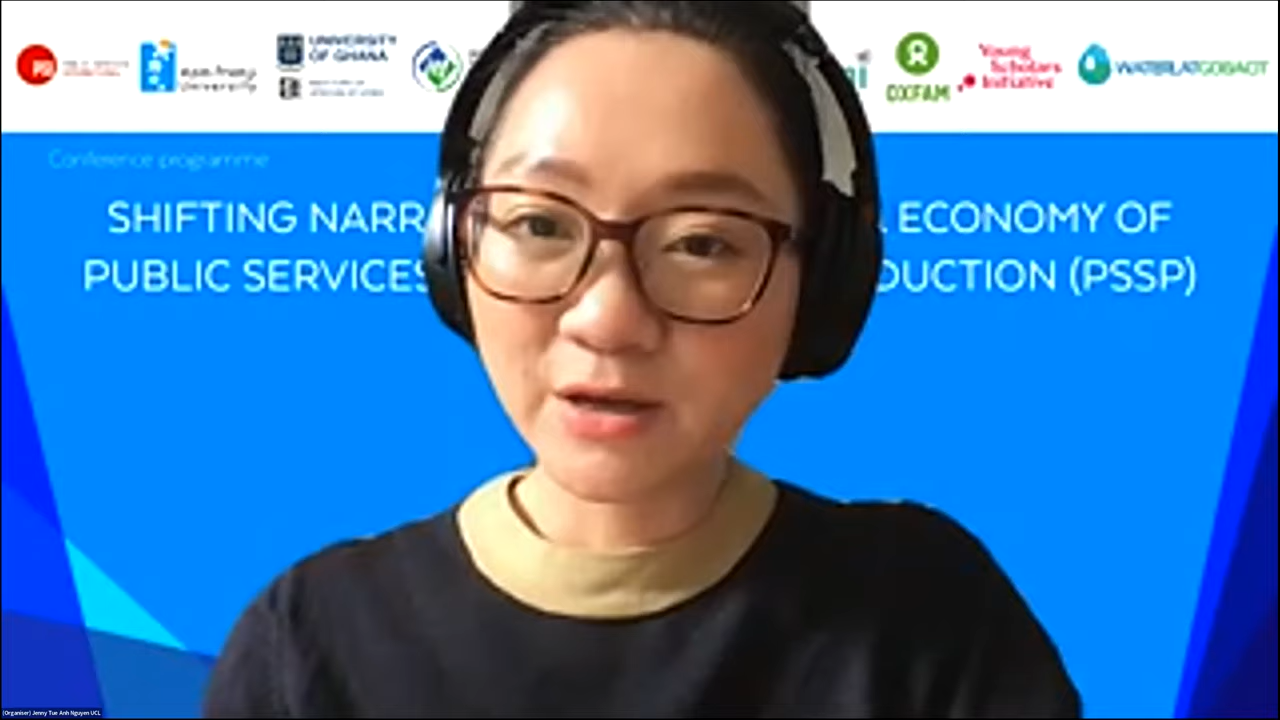 PSI
UNIVERSITY
OF GHANA
OXFAM
Young
Scholars
Initiative
WATERLATGOBACIT
Conference programme
SHIFTING NARR ECONOMY OF
PUBLIC SERVICES DUCTION (PSSP)
(Organiser) Jenny Tue Anh Nguyen UCL